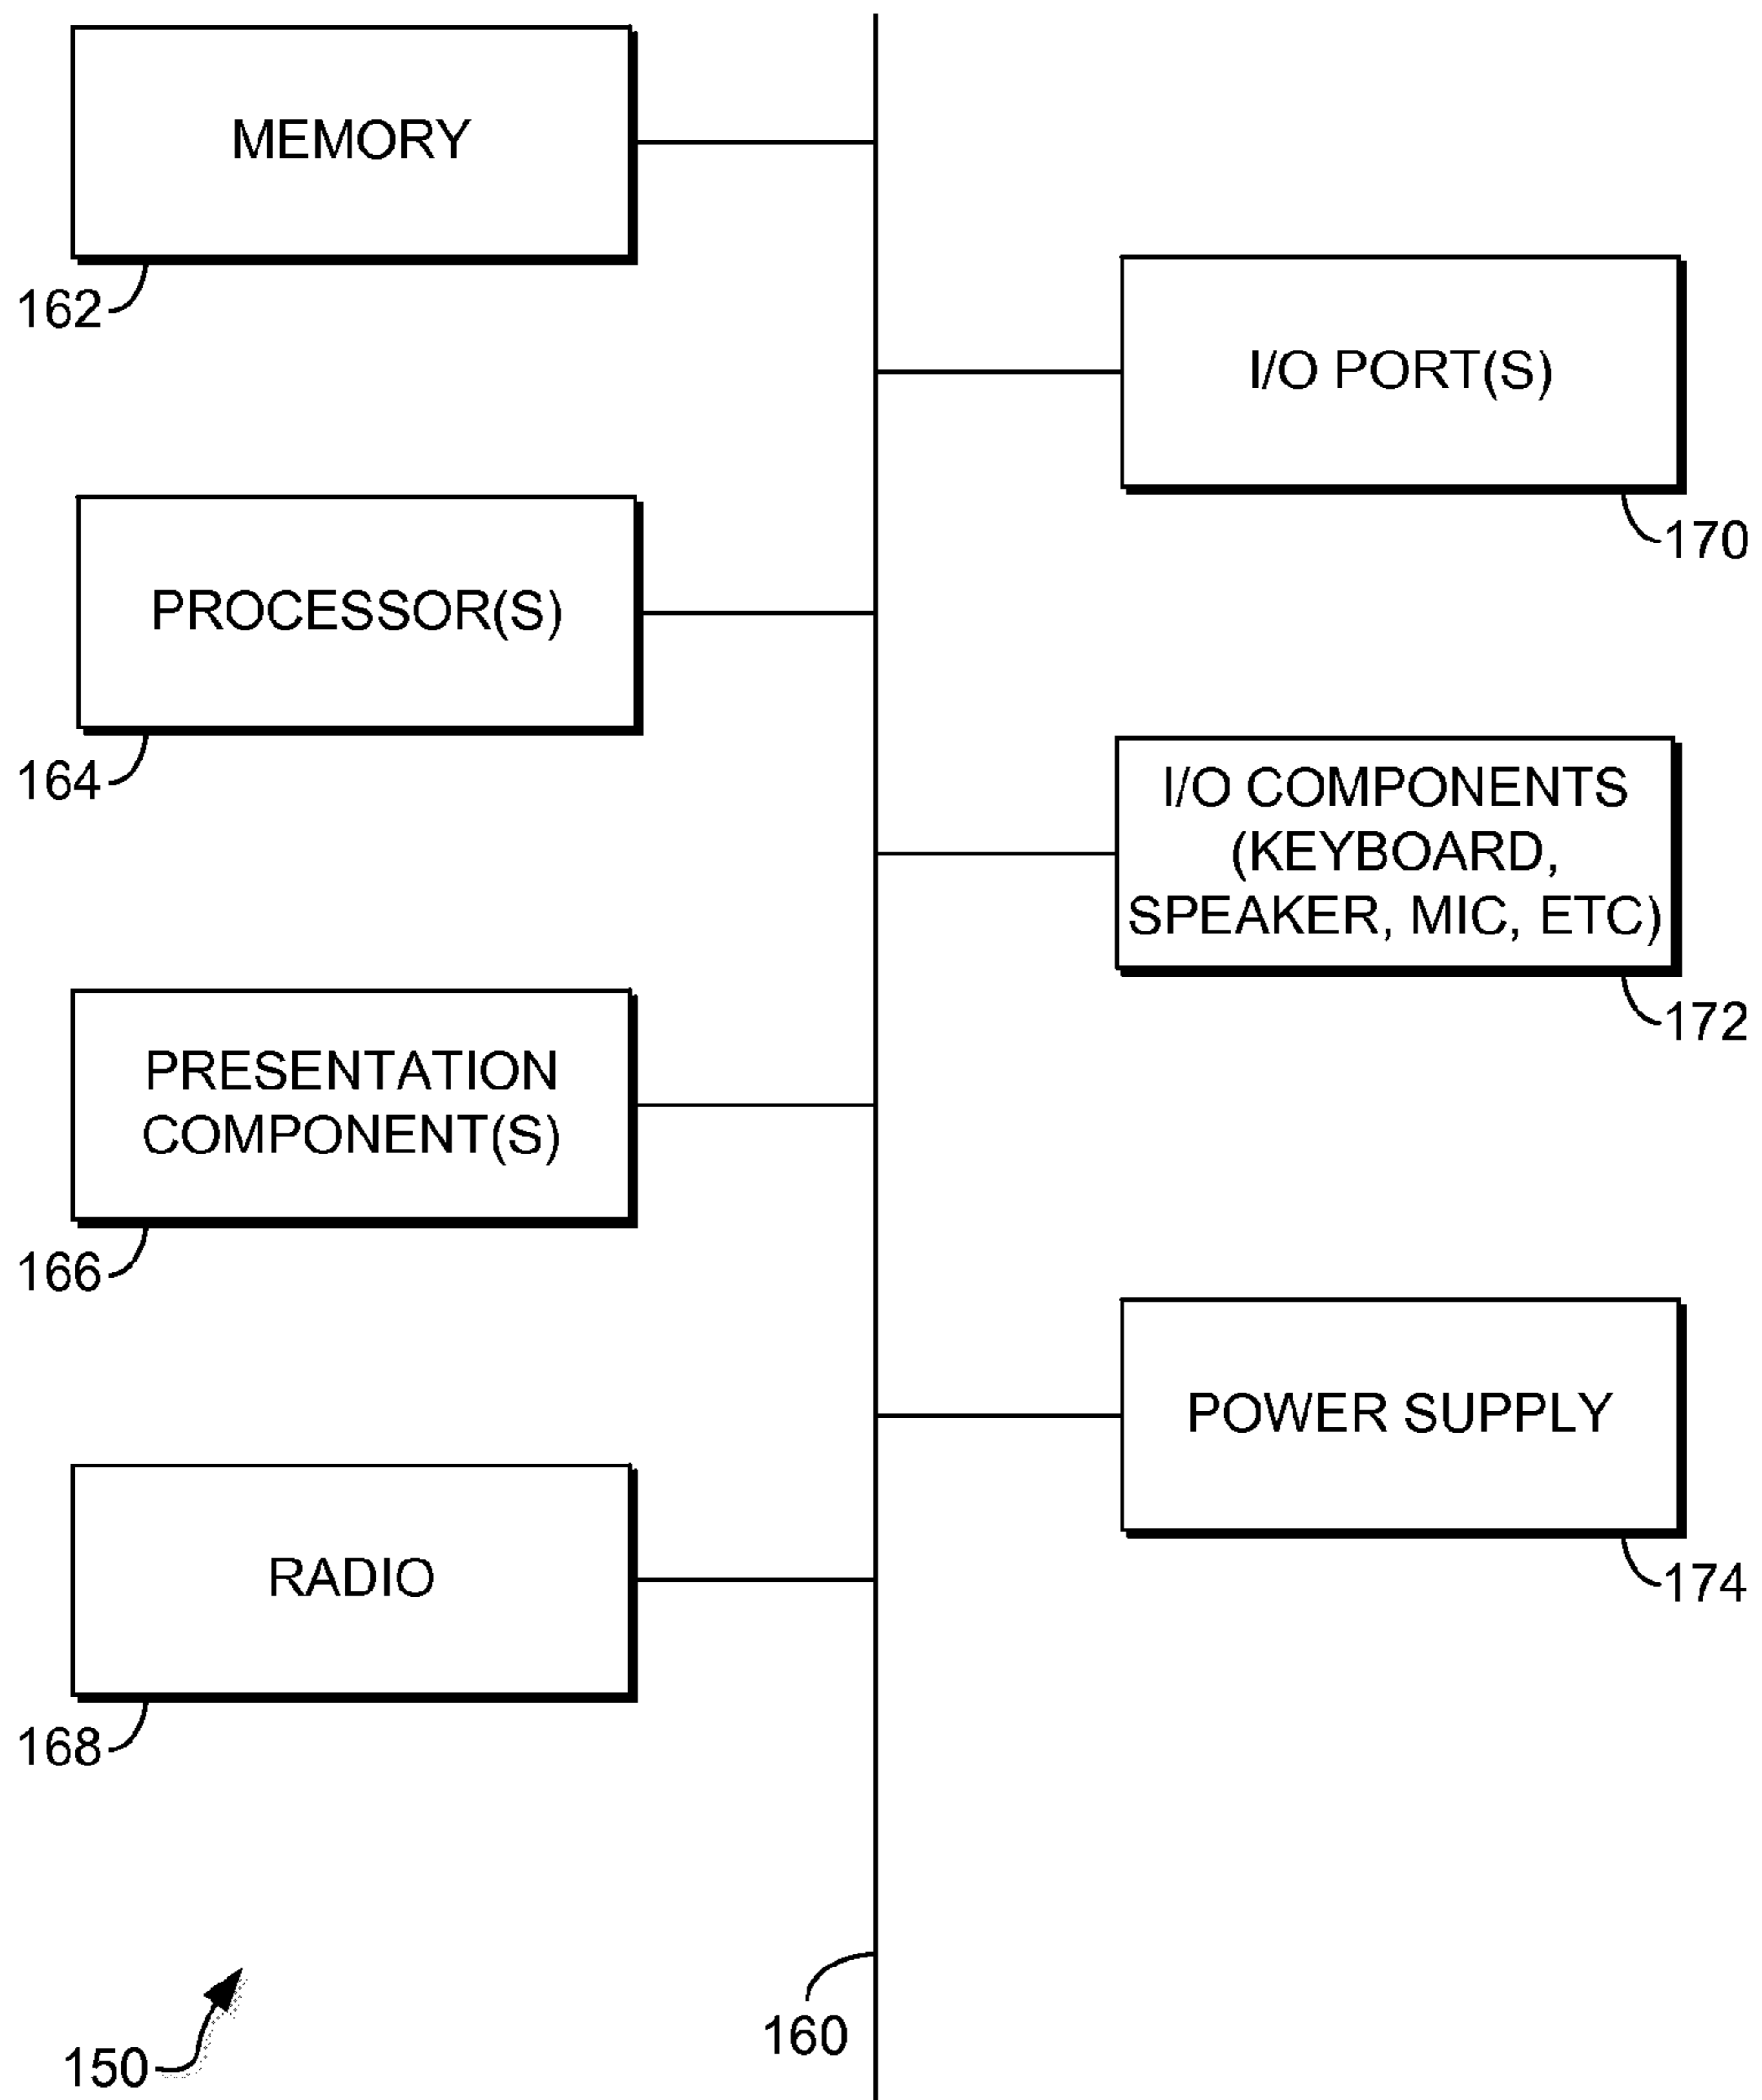 MEMORY
162
I/O PORT(S)
170
PROCESSOR(S)
164
I/O COMPONENTS
(KEYBOARD,
SPEAKER, MIC, ETC)
172
PRESENTATION
COMPONENT(S)
166
POWER SUPPLY
174
RADIO
168
160
150